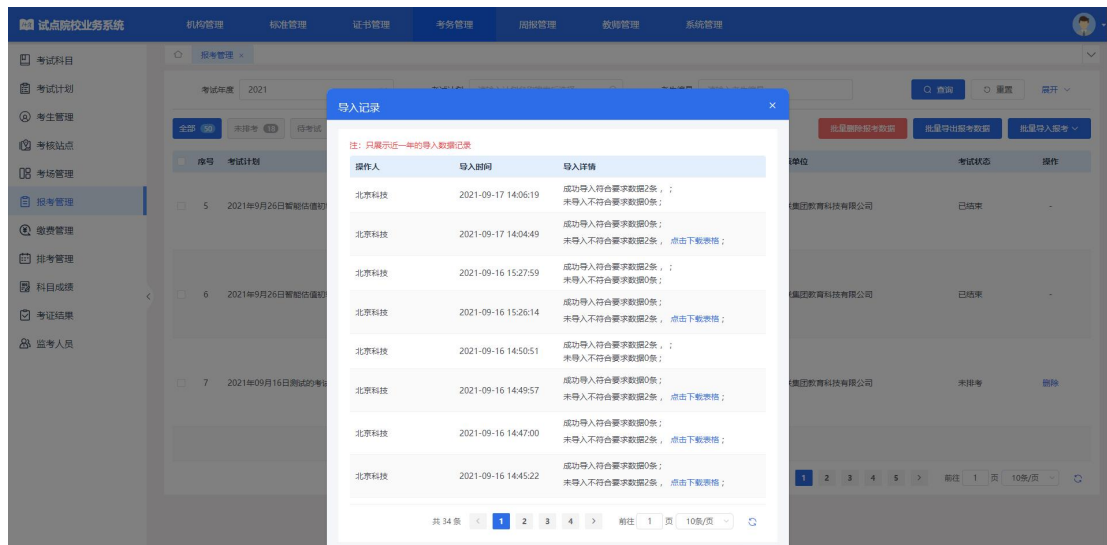 试点院校业务系统
机构管理 标准管理 证书管理 考务管理 周报管理 教师管理 系统管理
考试科目
考试计划
考生管理
考核站点
考场管理
报考管理
缴费管理
排考管理
科目成绩
考证结果
监考人员
报考管理 ×
考试年度 2021
查询 重置 展开
全部 50 未排考 18 待考试
批量删除报考数据 批量导出报考数据 批量导入报考
序号 考试计划 考试状态 操作
5 2021年9月26日智能估值初 集团教育科技有限公司 已结束 -
6 2021年9月26日智能估值初 集团教育科技有限公司 已结束 -
7 2021年09月16日测试的考试 集团教育科技有限公司 未排考 删除
1 2 3 4 5 > 前往 1 页 10条/页
导入记录 ×
注：只展示近一年的导入数据记录
操作人 导入时间 导入详情
北京科技 2021-09-17 14:06:19 成功导入符合要求数据2条，；
未导入符合要求数据0条；
北京科技 2021-09-17 14:04:49 成功导入符合要求数据0条；
未导入不符合要求数据2条， 点击下载表格；
北京科技 2021-09-16 15:27:59 成功导入符合要求数据2条，；
未导入符合要求数据0条；
北京科技 2021-09-16 15:26:14 成功导入符合要求数据0条；
未导入不符合要求数据2条， 点击下载表格；
北京科技 2021-09-16 14:50:51 成功导入符合要求数据2条，；
未导入符合要求数据0条；
北京科技 2021-09-16 14:49:57 成功导入符合要求数据0条；
未导入不符合要求数据2条， 点击下载表格；
北京科技 2021-09-16 14:47:00 成功导入符合要求数据0条；
未导入不符合要求数据2条， 点击下载表格；
北京科技 2021-09-16 14:45:22 成功导入符合要求数据0条；
未导入不符合要求数据2条， 点击下载表格；
共 34 条 < 1 2 3 4 > 前往 1 页 10条/页